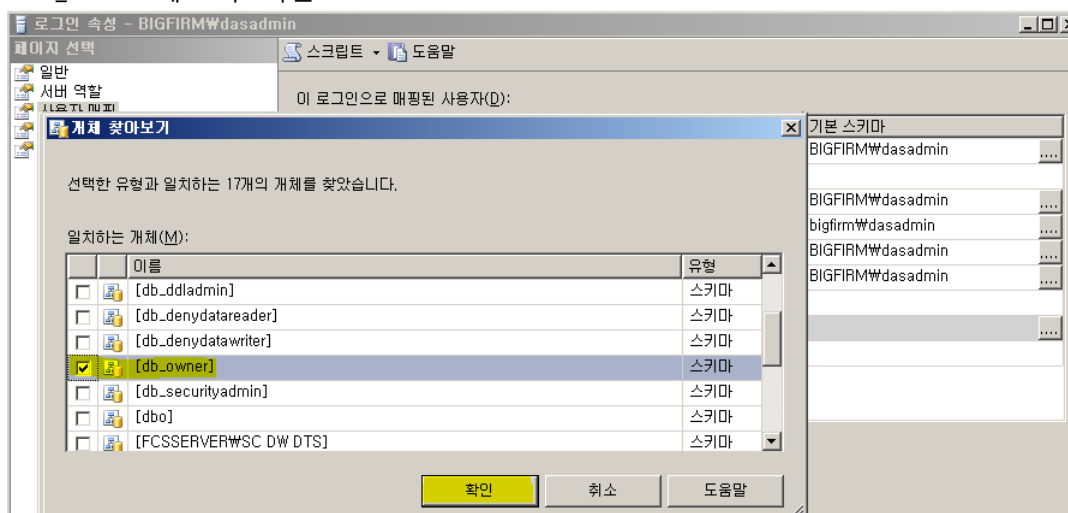 로그인 속성 - BIGFIRM₩dasadmin
페이지 선택
스크립트 도움말
일반
서버 역할
사용자 매핑
이 로그인으로 매핑된 사용자(D):
개체 찾아보기
기본 스키마
BIGFIRM₩dasadmin
....
선택한 유형과 일치하는 17개의 개체를 찾았습니다.
BIGFIRM₩dasadmin
....
bigfirm₩dasadmin
....
일치하는 개체(M):
BIGFIRM₩dasadmin
....
이름 유형
BIGFIRM₩dasadmin
....
[db_ddladmin] 스키마
[db_denydatareader] 스키마
....
[db_denydatawriter] 스키마
[db_owner] 스키마
[db_securityadmin] 스키마
[dbo] 스키마
[FCSSERVER₩SC DW DTS] 스키마
확인 취소 도움말